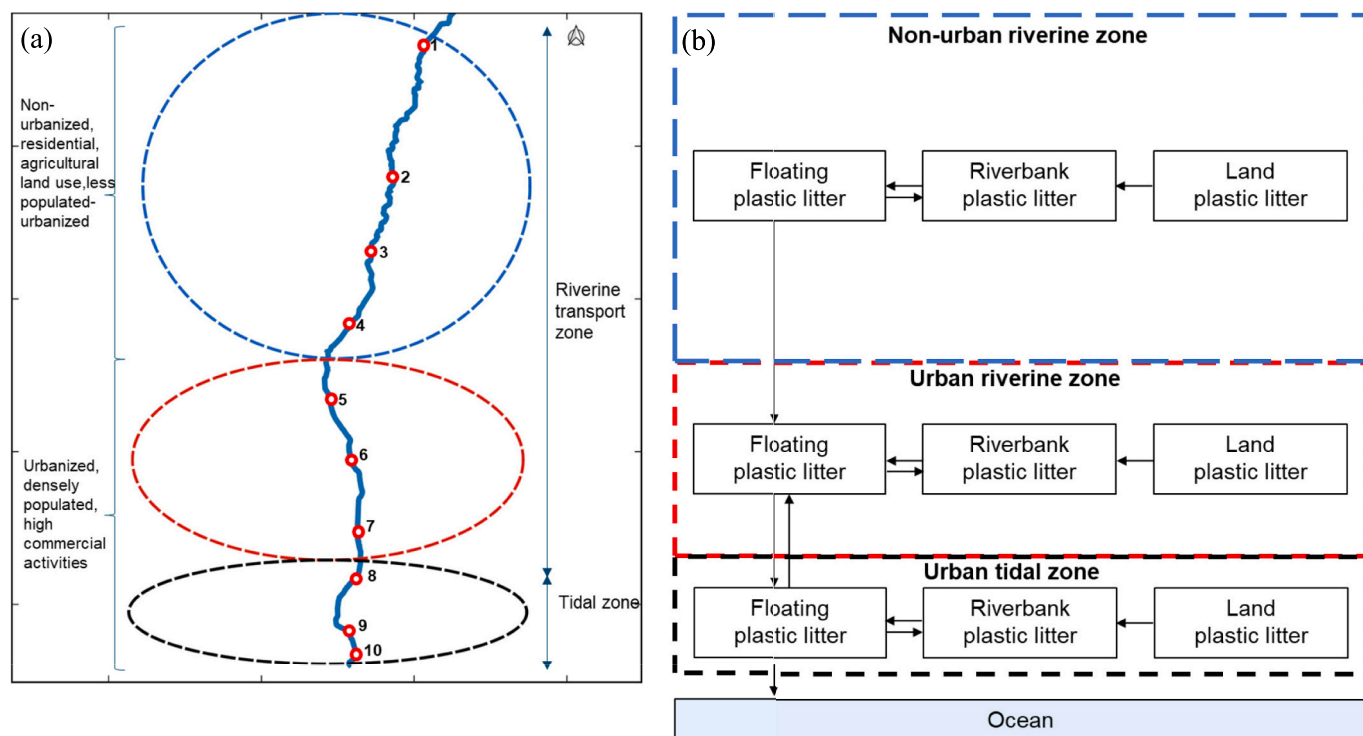 (a)
Non-
urbanized,
residential,
agricultural
land use,less
populated-
urbanized
Urbanized,
densely
populated,
high
commercial
activities
1
2
3
4
5
6
7
8
9
10
Riverine
transport
zone
Tidal zone
(b)
Non-urban riverine zone
Floating
plastic litter
Riverbank
plastic litter
Land
plastic litter
Urban riverine zone
Floating
plastic litter
Riverbank
plastic litter
Land
plastic litter
Urban tidal zone
Floating
plastic litter
Riverbank
plastic litter
Land
plastic litter
Ocean